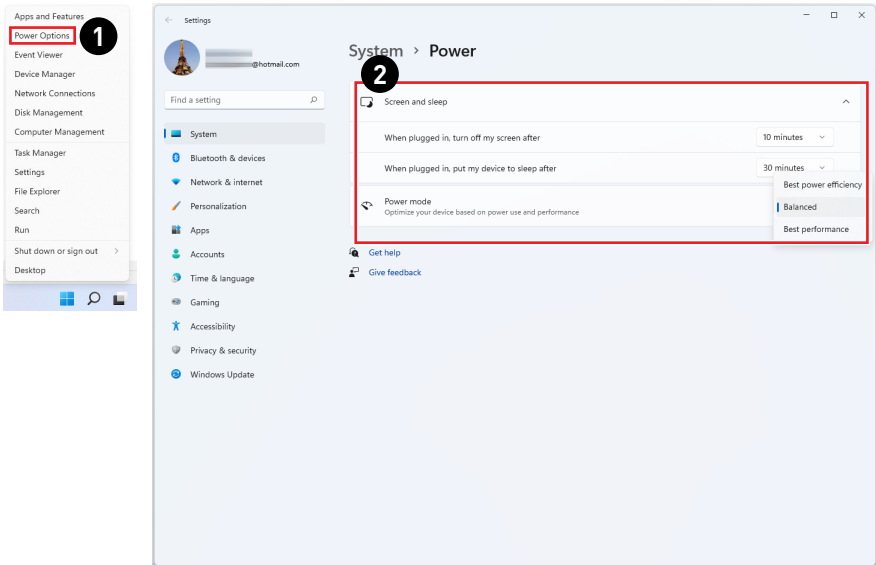 Apps and Features
Power Options
1
Event Viewer
Device Manager
Network Connections
Disk Management
Computer Management
Task Manager
Settings
File Explorer
Search
Run
Shut down or sign out
Desktop
Settings
@hotmail.com
Find a setting
System
Bluetooth & devices
Network & internet
Personalization
Apps
Accounts
Time & language
Gaming
Accessibility
Privacy & security
Windows Update
System > Power
2
Screen and sleep
When plugged in, turn off my screen after
10 minutes
When plugged in, put my device to sleep after
30 minutes
Power mode
Optimize your device based on power use and performance
Best power efficiency
Balanced
Best performance
Get help
Give feedback